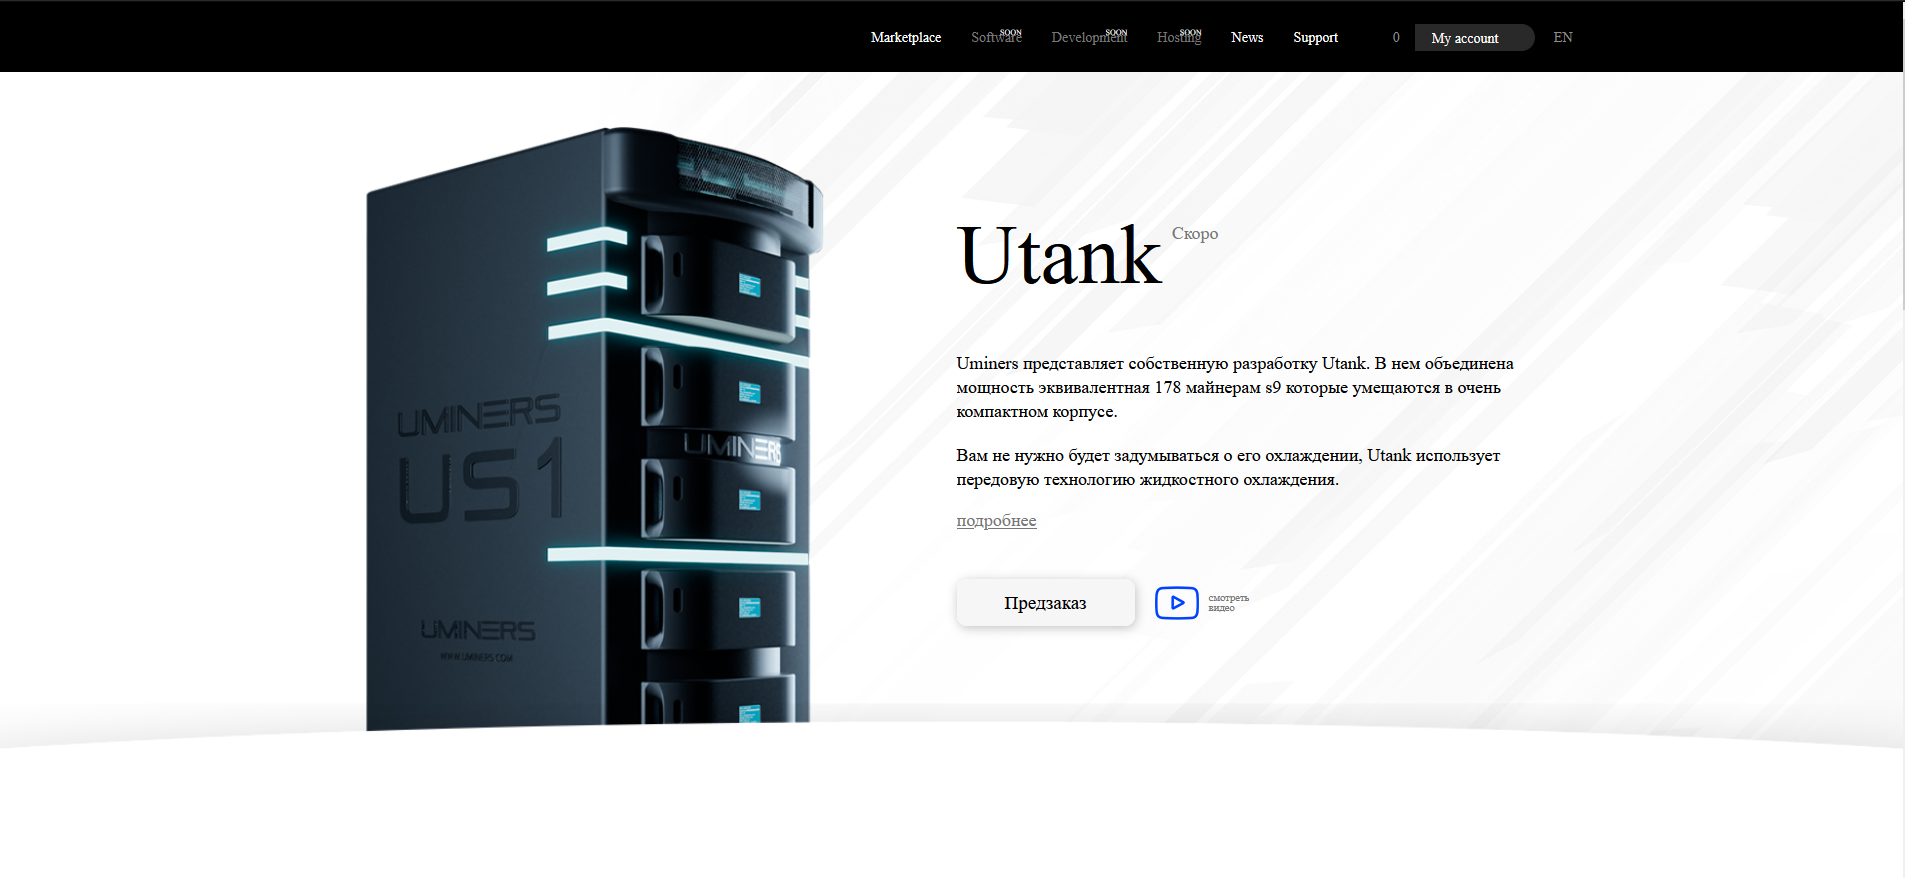 Marketplace
Software SOON
Development SOON
Hosting SOON
News
Support
0
My account
EN
Utank Скоро
Uminers представляет собственную разработку Utank. В нем объединена
мощность эквивалентная 178 майнерам s9 которые умещаются в очень
компактном корпусе.
Вам не нужно будет задумываться о его охлаждении, Utank использует
передовую технологию жидкостного охлаждения.
подробнее
Предзаказ
смотреть
видео
UMINERS
US1
UMINERS
UMINERS
WWW.UMINERS.COM